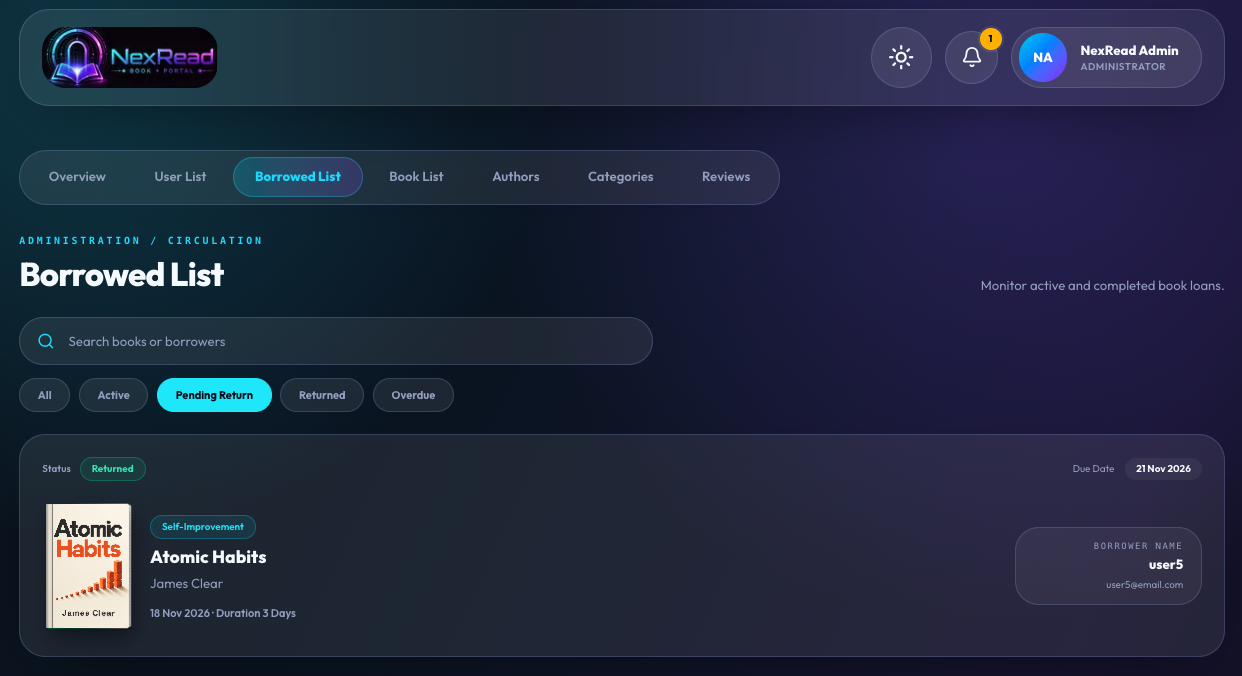 NexRead
BOOK • PORTAL
1
NA
NexRead Admin
ADMINISTRATOR
Overview
User List
Borrowed List
Book List
Authors
Categories
Reviews
ADMINISTRATION / CIRCULATION
Borrowed List
Monitor active and completed book loans.
Search books or borrowers
All
Active
Pending Return
Returned
Overdue
Status
Returned
Due Date
21 Nov 2026
Atomic
Habits
James Clear
Self-Improvement
Atomic Habits
James Clear
18 Nov 2026 · Duration 3 Days
BORROWER NAME
user5
user5@email.com